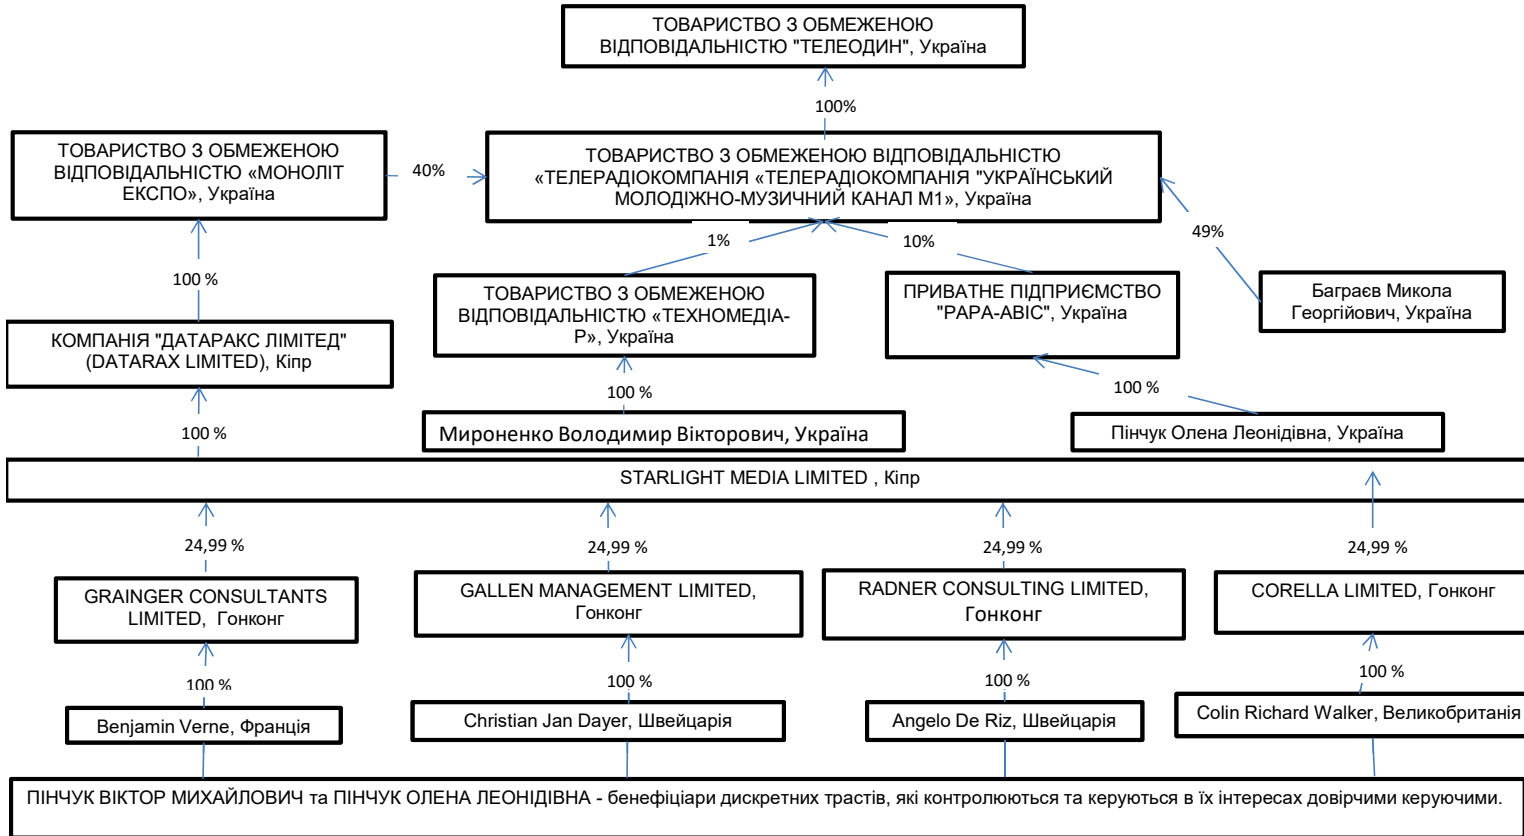 ТОВАРИСТВО З ОБМЕЖЕНОЮ
ВІДПОВІДАЛЬНІСТЮ "ТЕЛЕОДИН", Україна
100%
ТОВАРИСТВО З ОБМЕЖЕНОЮ
ВІДПОВІДАЛЬНІСТЮ «МОНОЛІТ
ЕКСПО», Україна
40%
ТОВАРИСТВО З ОБМЕЖЕНОЮ ВІДПОВІДАЛЬНІСТЮ
«ТЕЛЕРАДІОКОМПАНІЯ «ТЕЛЕРАДІОКОМПАНІЯ "УКРАЇНСЬКИЙ
МОЛОДІЖНО-МУЗИЧНИЙ КАНАЛ М1», Україна
1%
10%
49%
100 %
ТОВАРИСТВО З ОБМЕЖЕНОЮ
ВІДПОВІДАЛЬНІСТЮ «ТЕХНОМЕДІА-
Р», Україна
ПРИВАТНЕ ПІДПРИЄМСТВО
"РАРА-АВІС", Україна
Баграєв Микола
Георгійович, Україна
КОМПАНІЯ "ДАТАРАКС ЛІМІТЕД"
(DATARAX LIMITED), Кіпр
100 %
100 %
100 %
Мироненко Володимир Вікторович, Україна
Пінчук Олена Леонідівна, Україна
STARLIGHT MEDIA LIMITED , Кіпр
24,99 %
24,99 %
24,99 %
24,99 %
GRAINGER CONSULTANTS
LIMITED, Гонконг
GALLEN MANAGEMENT LIMITED,
Гонконг
RADNER CONSULTING LIMITED,
Гонконг
CORELLA LIMITED, Гонконг
100 %
100 %
100 %
100 %
Benjamin Verne, Франція
Christian Jan Dayer, Швейцарія
Angelo De Riz, Швейцарія
Colin Richard Walker, Великобританія
ПІНЧУК ВІКТОР МИХАЙЛОВИЧ та ПІНЧУК ОЛЕНА ЛЕОНІДІВНА - бенефіціари дискретних трастів, які контролюються та керуються в їх інтересах довірчими керуючими.